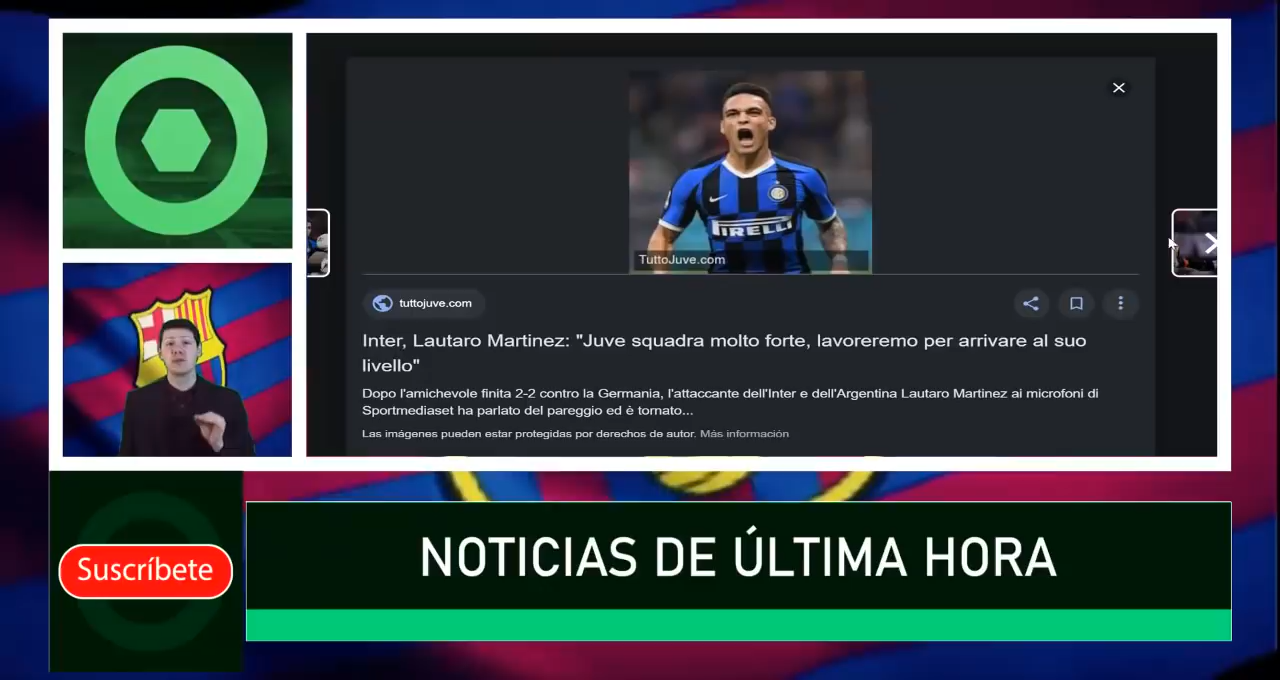 PIRELLI
TuttoJuve.com
tuttojuve.com
Inter, Lautaro Martinez: "Juve squadra molto forte, lavoreremo per arrivare al suo
livello"
Dopo l'amichevole finita 2-2 contro la Germania, l'attaccante dell'Inter e dell'Argentina Lautaro Martinez ai microfoni di
Sportmediaset ha parlato del pareggio ed è tornato...
Las imágenes pueden estar protegidas por derechos de autor. Más información
Suscríbete
NOTICIAS DE ÚLTIMA HORA